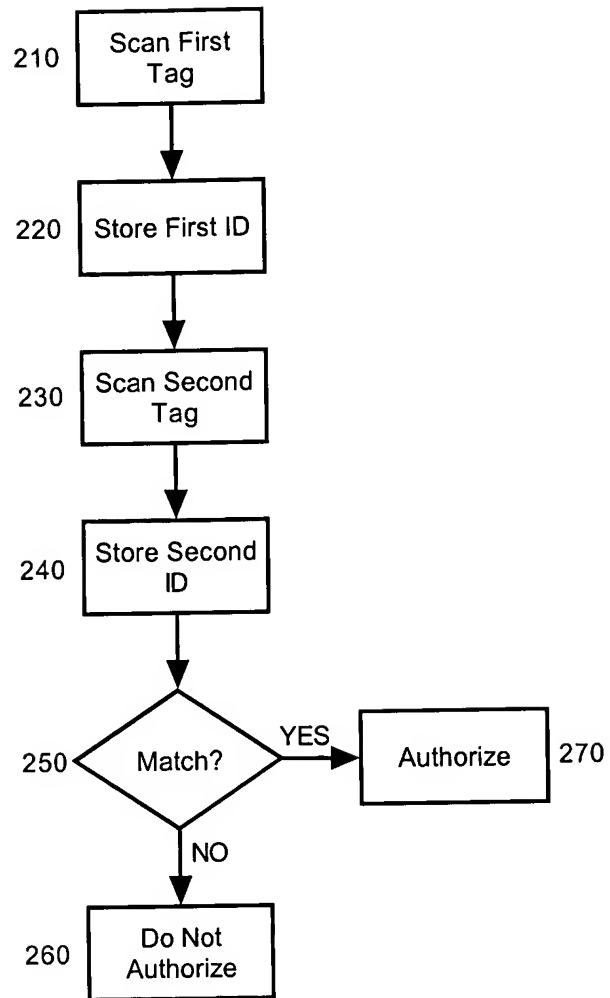 210
Scan First
Tag
220
Store First ID
230
Scan Second
Tag
240
Store Second
ID
250
Match?
YES
Authorize
270
NO
260
Do Not
Authorize